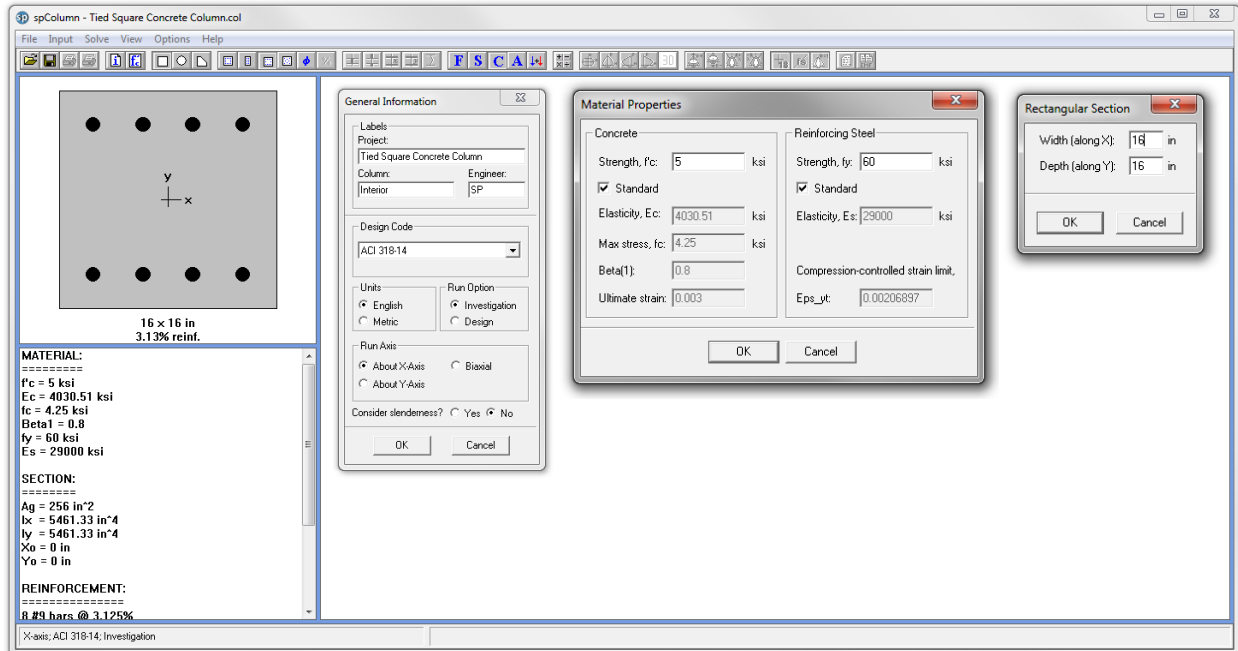 spColumn - Tied Square Concrete Column.col
File Input Solve View Options Help
F S C A 30 18 16
y
x
16 x 16 in
3.13% reinf.
MATERIAL:
=========
f'c = 5 ksi
Ec = 4030.51 ksi
fc = 4.25 ksi
Beta1 = 0.8
fy = 60 ksi
Es = 29000 ksi
SECTION:
========
Ag = 256 in^2
Ix = 5461.33 in^4
Iy = 5461.33 in^4
Xo = 0 in
Yo = 0 in
REINFORCEMENT:
===============
8 #9 bars @ 3.125%
General Information
Labels
Project:
Tied Square Concrete Column
Column: Engineer:
Interior SP
Design Code
ACI 318-14
Units Run Option
English Investigation
Metric Design
Run Axis
About X-Axis Biaxial
About Y-Axis
Consider slenderness? Yes No
OK Cancel
Material Properties
Concrete Reinforcing Steel
Strength, f'c: 5 ksi Strength, fy: 60 ksi
Standard Standard
Elasticity, Ec: 4030.51 ksi Elasticity, Es: 29000 ksi
Max stress, fc: 4.25 ksi
Beta(1): 0.8 Compression-controlled strain limit,
Ultimate strain: 0.003 Eps_yt: 0.00206897
OK Cancel
Rectangular Section
Width (along X): 16 in
Depth (along Y): 16 in
OK Cancel
X-axis; ACI 318-14; Investigation